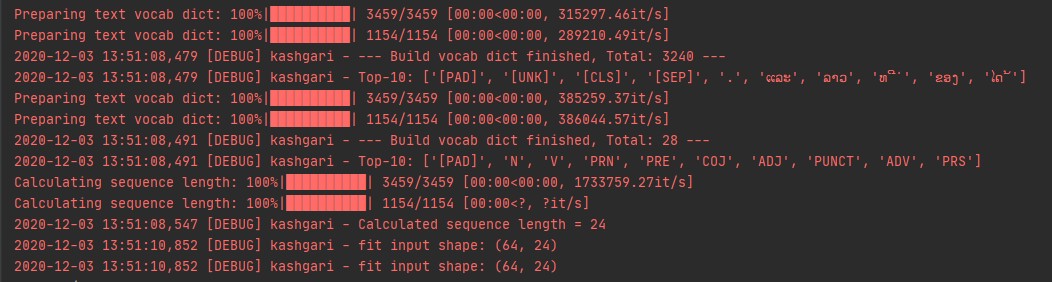 Preparing text vocab dict: 100%|██████████| 3459/3459 [00:00<00:00, 315297.46it/s]
Preparing text vocab dict: 100%|██████████| 1154/1154 [00:00<00:00, 289210.49it/s]
2020-12-03 13:51:08,479 [DEBUG] kashgari - --- Build vocab dict finished, Total: 3240 ---
2020-12-03 13:51:08,479 [DEBUG] kashgari - Top-10: ['[PAD]', '[UNK]', '[CLS]', '[SEP]', '.', 'ແລະ', 'ລາວ', 'ທີ່', 'ຂອງ', 'ໄດ້']
Preparing text vocab dict: 100%|██████████| 3459/3459 [00:00<00:00, 385259.37it/s]
Preparing text vocab dict: 100%|██████████| 1154/1154 [00:00<00:00, 386044.57it/s]
2020-12-03 13:51:08,491 [DEBUG] kashgari - --- Build vocab dict finished, Total: 28 ---
2020-12-03 13:51:08,491 [DEBUG] kashgari - Top-10: ['[PAD]', 'N', 'V', 'PRN', 'PRE', 'COJ', 'ADJ', 'PUNCT', 'ADV', 'PRS']
Calculating sequence length: 100%|██████████| 3459/3459 [00:00<00:00, 1733759.27it/s]
Calculating sequence length: 100%|██████████| 1154/1154 [00:00<?, ?it/s]
2020-12-03 13:51:08,547 [DEBUG] kashgari - Calculated sequence length = 24
2020-12-03 13:51:10,852 [DEBUG] kashgari - fit input shape: (64, 24)
2020-12-03 13:51:10,852 [DEBUG] kashgari - fit input shape: (64, 24)